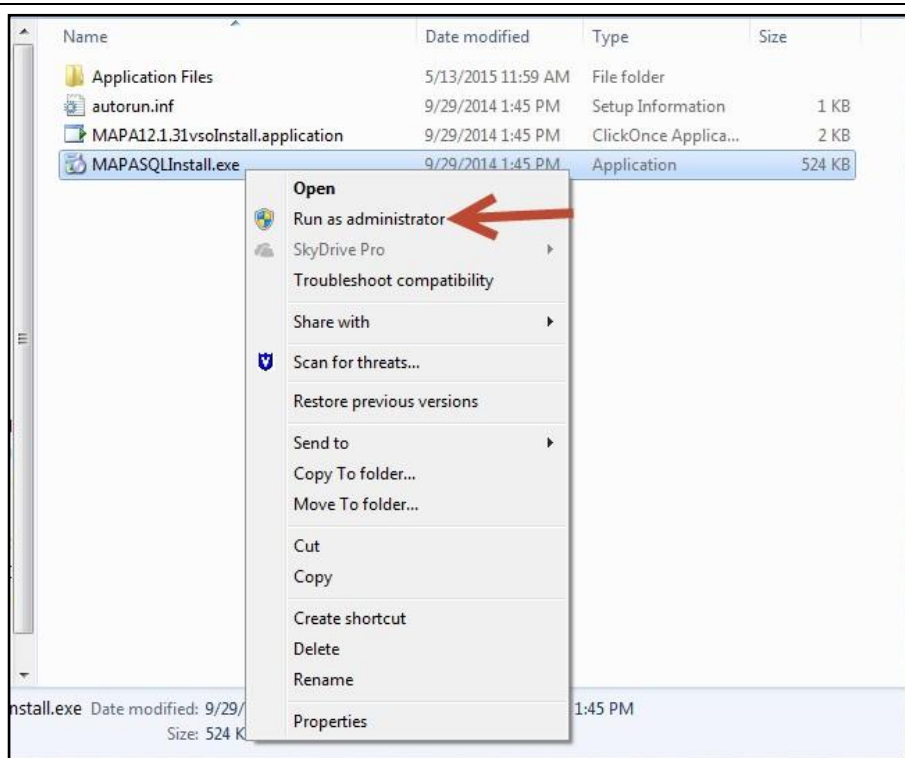 Name Date modified Type Size
Application Files 5/13/2015 11:59 AM File folder
autorun.inf 9/29/2014 1:45 PM Setup Information 1 KB
MAPA12.1.31vsoInstall.application 9/29/2014 1:45 PM ClickOnce Applica... 2 KB
MAPASQLInstall.exe 9/29/2014 1:45 PM Application 524 KB
Open
Run as administrator
SkyDrive Pro
Troubleshoot compatibility
Share with
Scan for threats...
Restore previous versions
Send to
Copy To folder...
Move To folder...
Cut
Copy
Create shortcut
Delete
Rename
Properties
nstall.exe Date modified: 9/29/ 1:45 PM
Size: 524 K